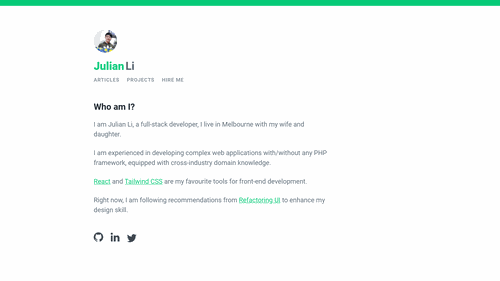 Julian Li
ARTICLES PROJECTS HIRE ME
Who am I?
I am Julian Li, a full-stack developer, I live in Melbourne with my wife and
daughter.
I am experienced in developing complex web applications with/without any PHP
framework, equipped with cross-industry domain knowledge.
React and Tailwind CSS are my favourite tools for front-end development.
Right now, I am following recommendations from Refactoring UI to enhance my
design skill.
in